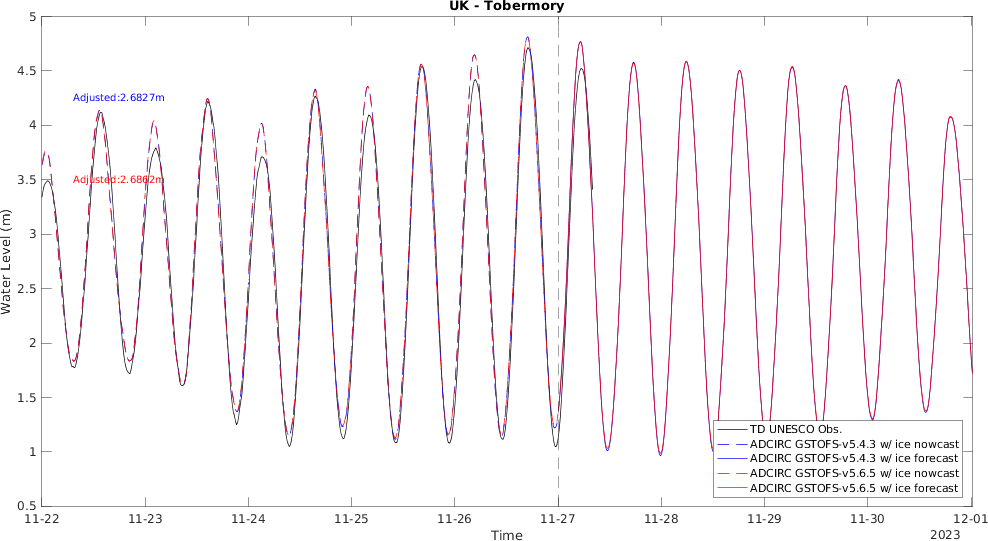 UK - Tobermory
Water Level (m)
5
4.5
4
3.5
3
2.5
2
1.5
1
0.5
Adjusted:2.6827m
Adjusted:2.6862m
TD UNESCO Obs.
ADCIRC GSTOFS-v5.4.3 w/ ice nowcast
ADCIRC GSTOFS-v5.4.3 w/ ice forecast
ADCIRC GSTOFS-v5.6.5 w/ ice nowcast
ADCIRC GSTOFS-v5.6.5 w/ ice forecast
11-22 11-23 11-24 11-25 11-26 11-27 11-28 11-29 11-30 12-01
Time
2023